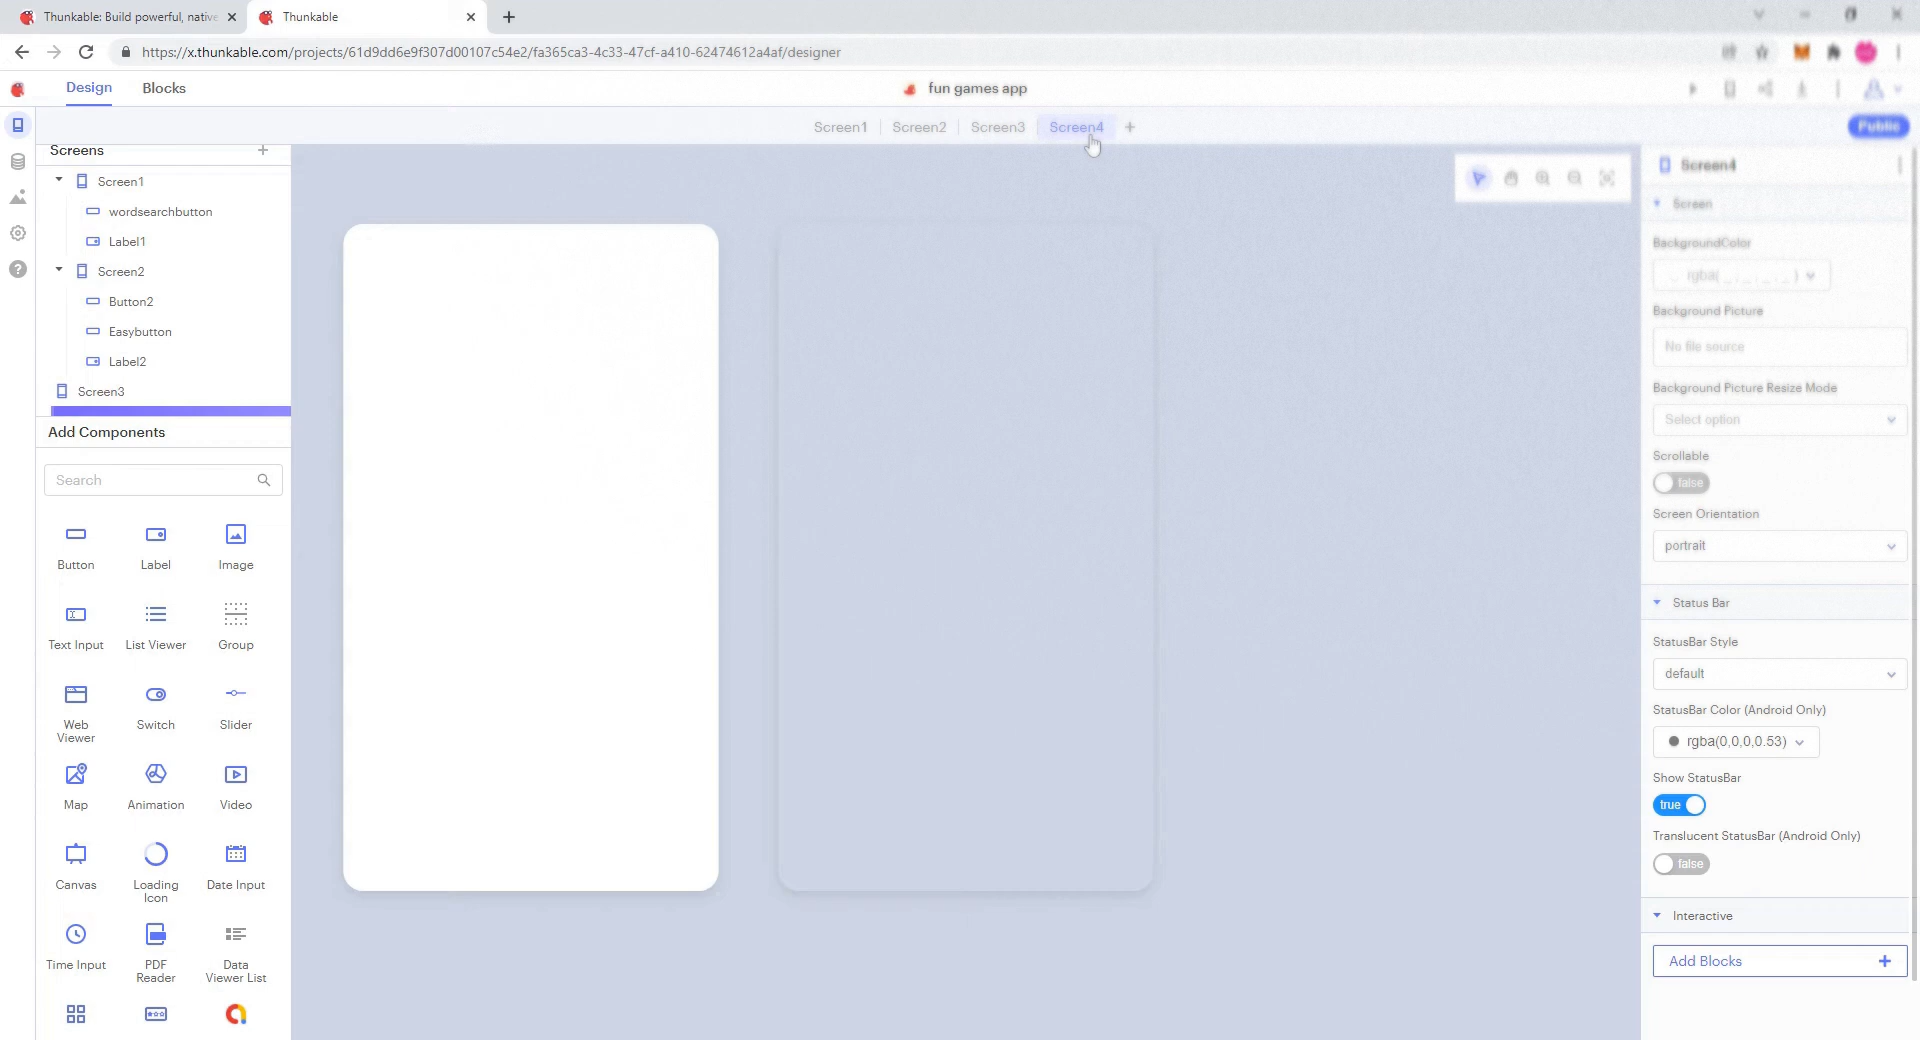 Thunkable: Build powerful, native
Thunkable
https://x.thunkable.com/projects/61d9dd6e9f307d00107c54e2/fa365ca3-4c33-47cf-a410-62474612a4af/designer
Design
Blocks
fun games app
Screen1
Screen2
Screen3
Screen4
Public
Screens
Screen1
wordsearchbutton
Label1
Screen2
Button2
Easybutton
Label2
Screen3
Add Components
Search
Button
Label
Image
Text Input
List Viewer
Group
Web
Viewer
Switch
Slider
Map
Animation
Video
Canvas
Loading
Icon
Date Input
Time Input
PDF
Reader
Data
Viewer List
Screen4
Screen
BackgroundColor
rgba(_,_,_,_)
Background Picture
No file source
Background Picture Resize Mode
Select option
Scrollable
false
Screen Orientation
portrait
Status Bar
StatusBar Style
default
StatusBar Color (Android Only)
rgba(0,0,0,0.53)
Show StatusBar
true
Translucent StatusBar (Android Only)
false
Interactive
Add Blocks